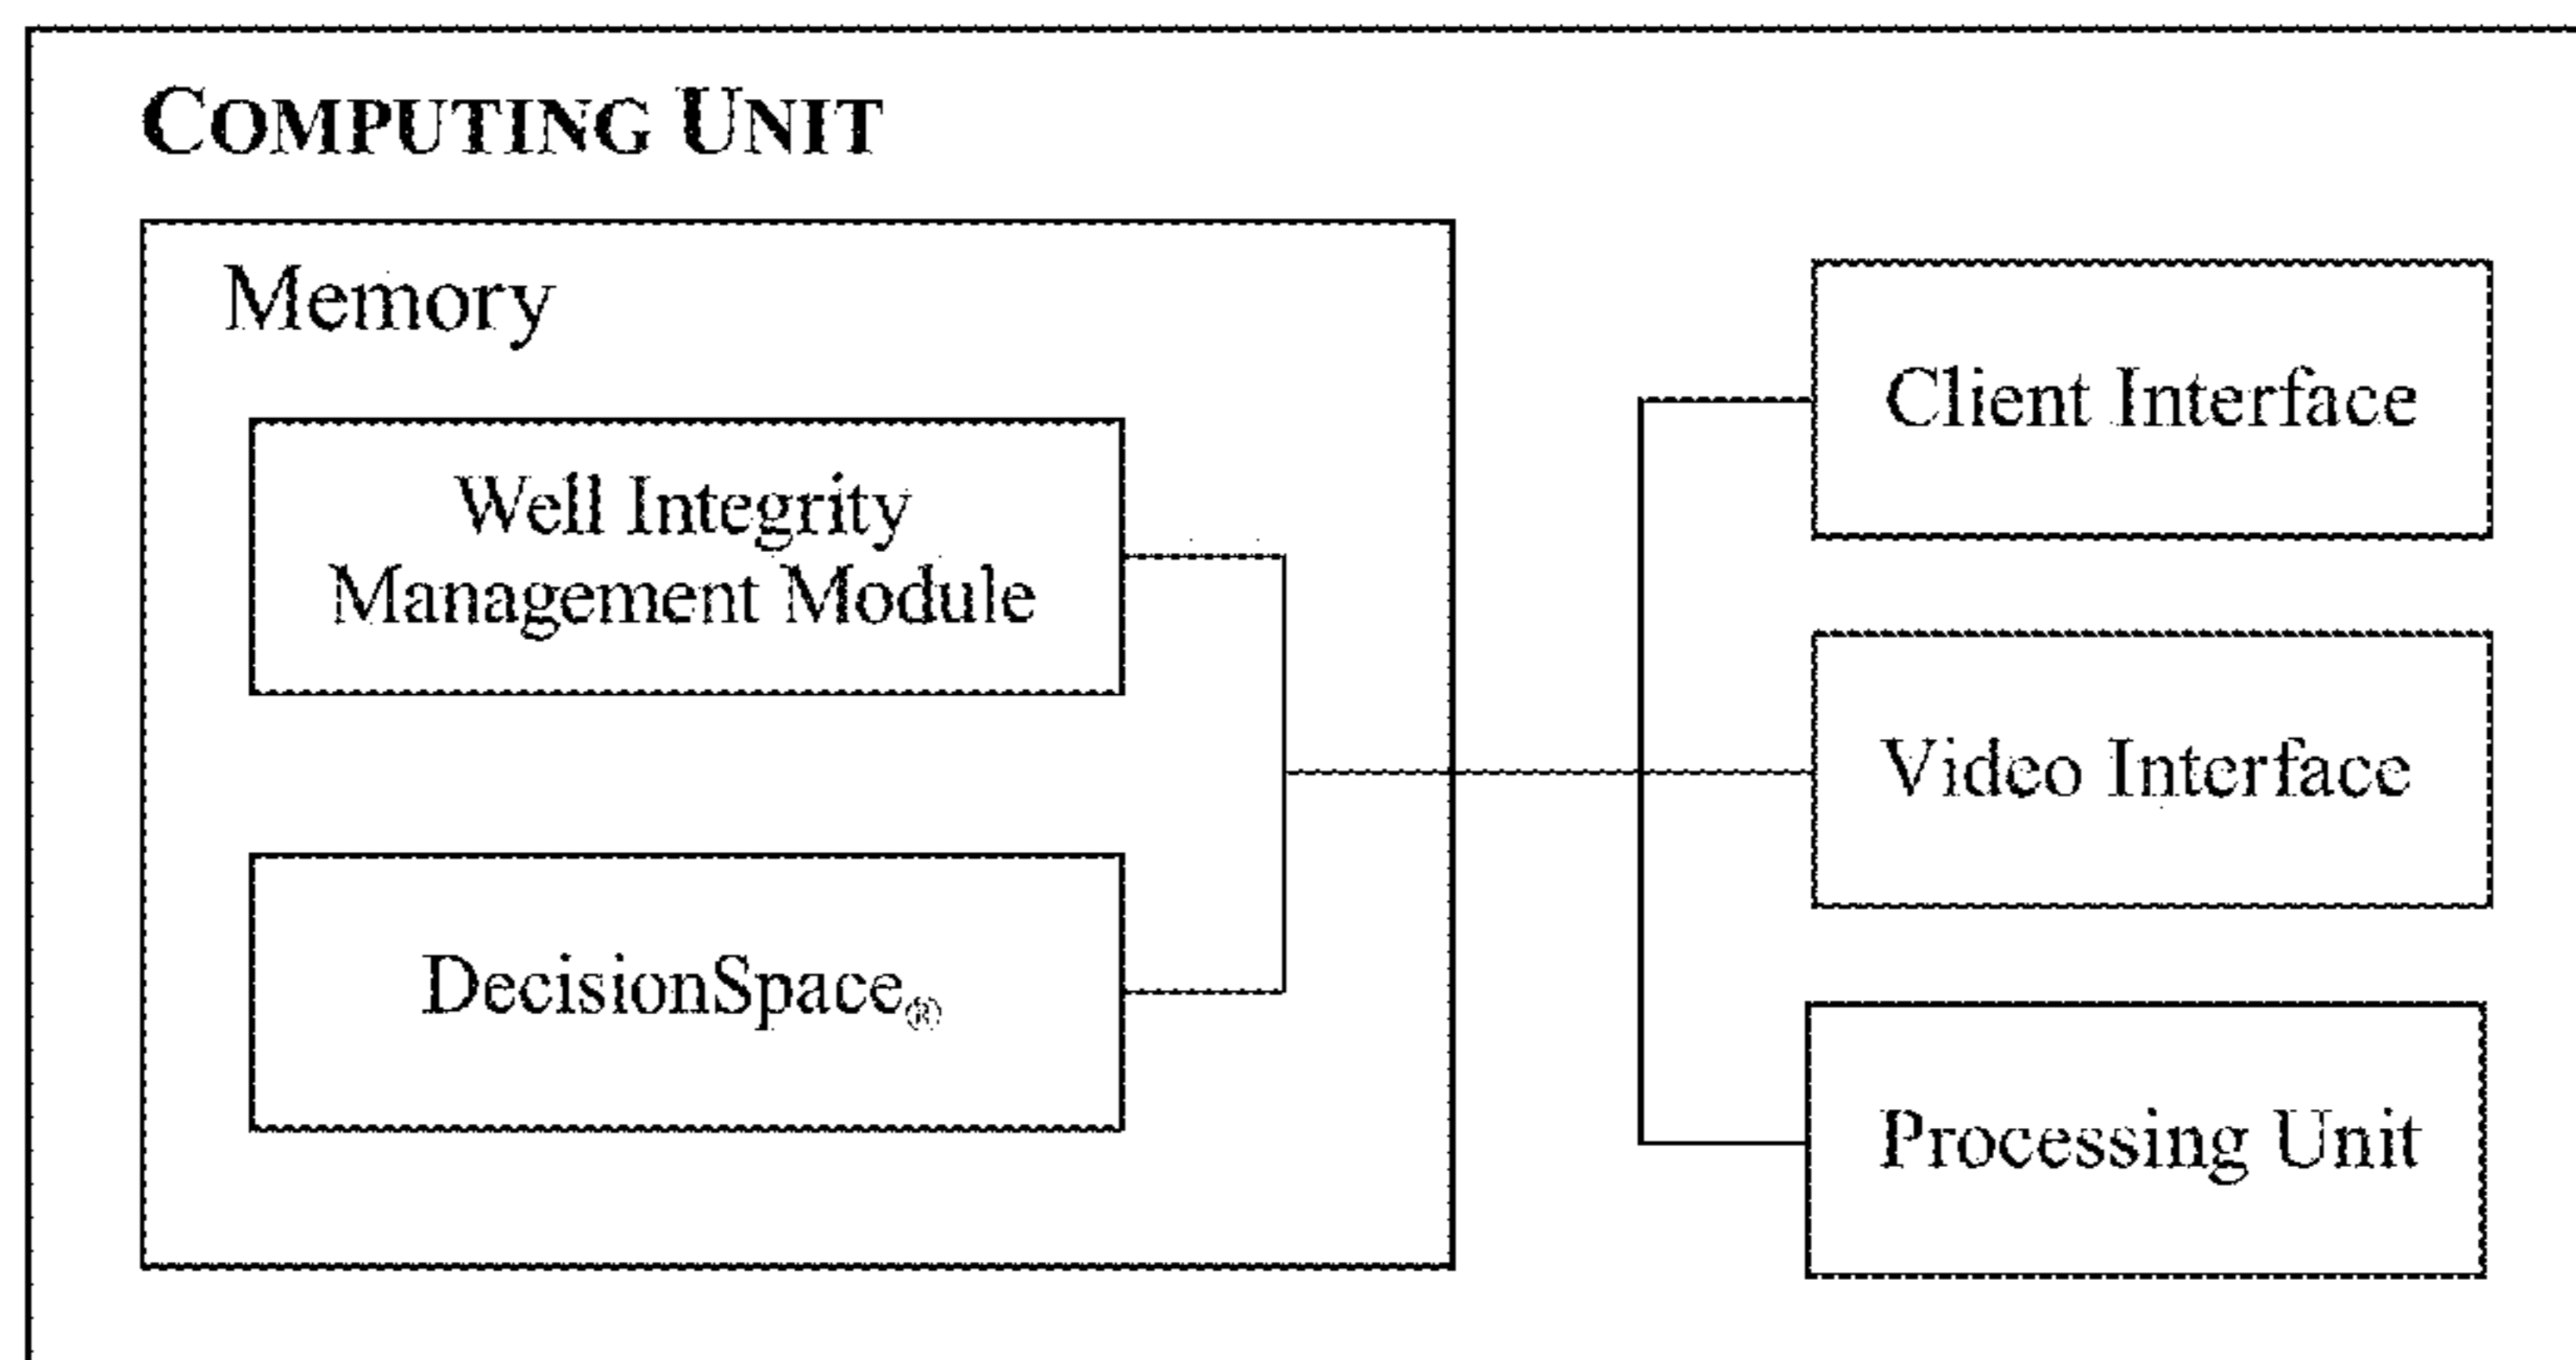 COMPUTING UNIT
Memory
Well Integrity
Management Module
DecisionSpace®
Client Interface
Video Interface
Processing Unit